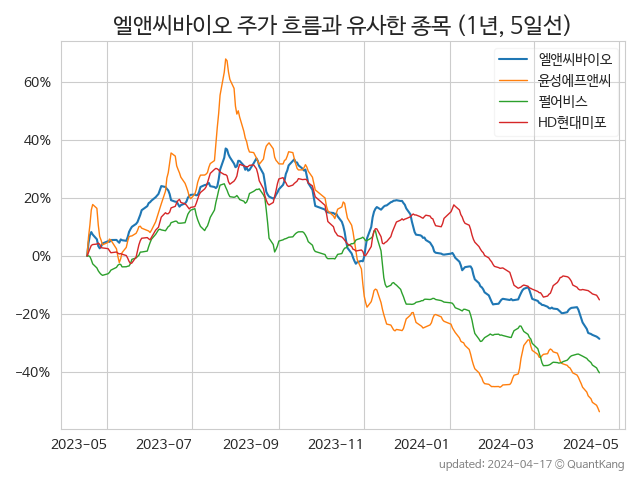 엘앤씨바이오 주가 흐름과 유사한 종목 (1년, 5일선)
엘앤씨바이오
윤성에프앤씨
펄어비스
HD현대미포
60%
40%
20%
0%
−20%
−40%
2023-05 2023-07 2023-09 2023-11 2024-01 2024-03 2024-05
updated: 2024-04-17 © QuantKang